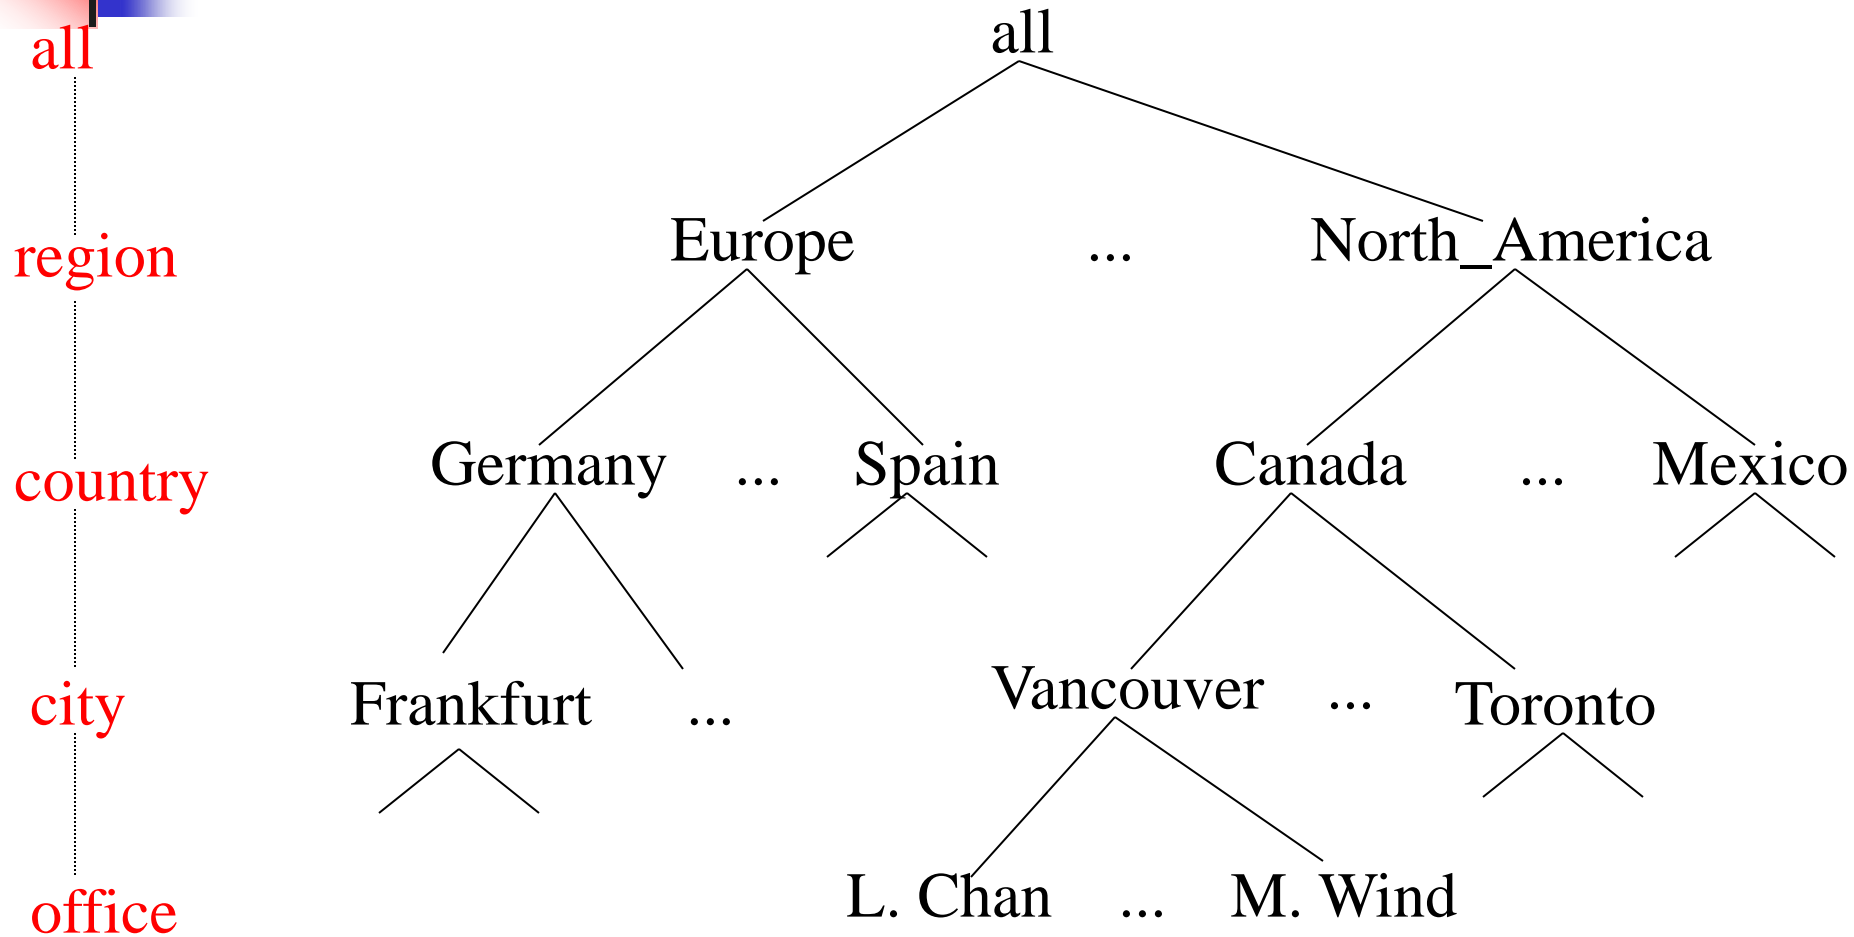 all
all
region
Europe ... North_America
country
Germany ... Spain Canada ... Mexico
city
Frankfurt ... Vancouver ... Toronto
office
L. Chan ... M. Wind